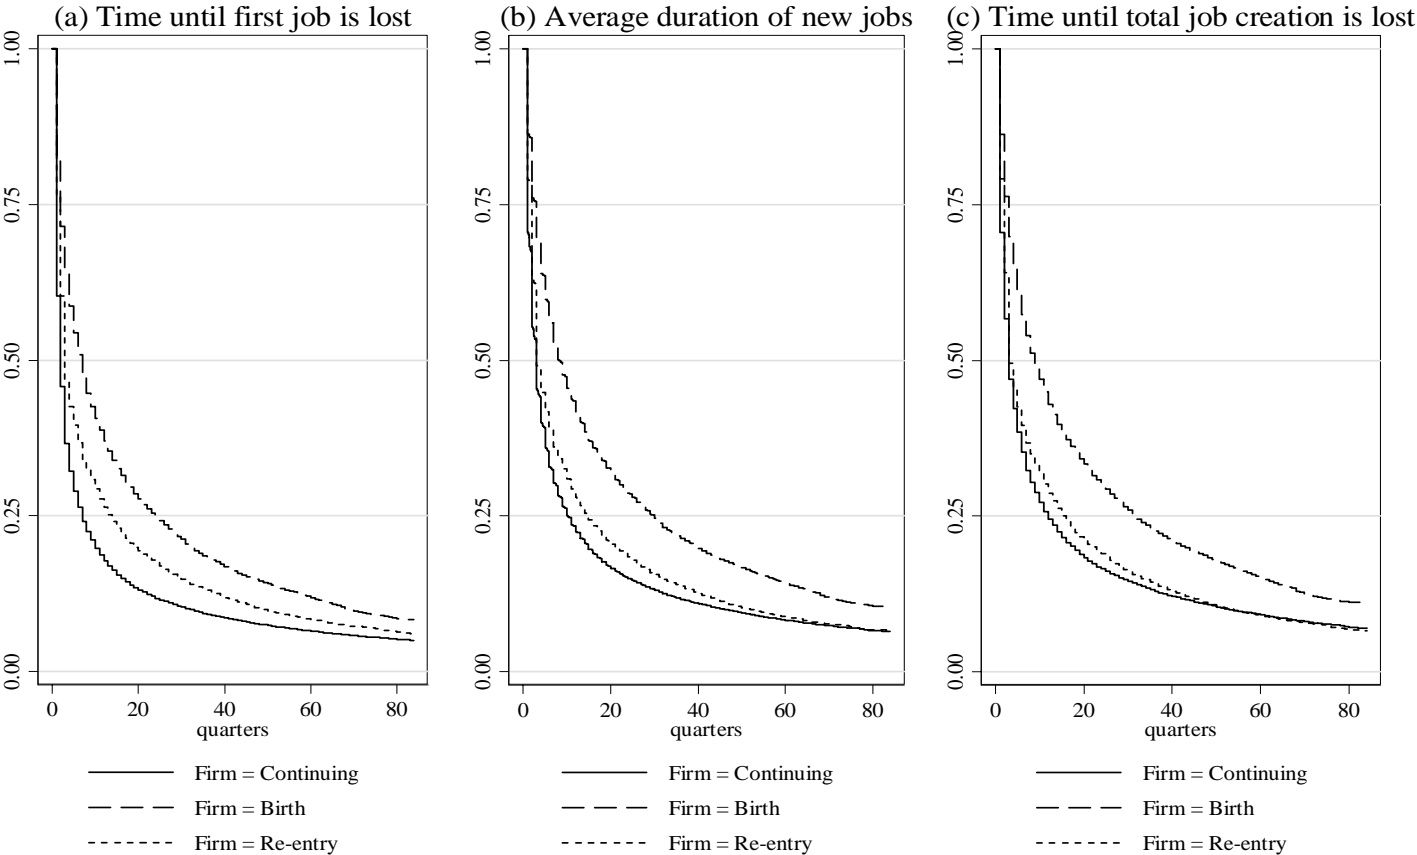 (a) Time until first job is lost
1.00
0.75
0.50
0.25
0.00
0 20 40 60 80
quarters
Firm = Continuing
Firm = Birth
Firm = Re-entry
(b) Average duration of new jobs
1.00
0.75
0.50
0.25
0.00
0 20 40 60 80
quarters
Firm = Continuing
Firm = Birth
Firm = Re-entry
(c) Time until total job creation is lost
1.00
0.75
0.50
0.25
0.00
0 20 40 60 80
quarters
Firm = Continuing
Firm = Birth
Firm = Re-entry